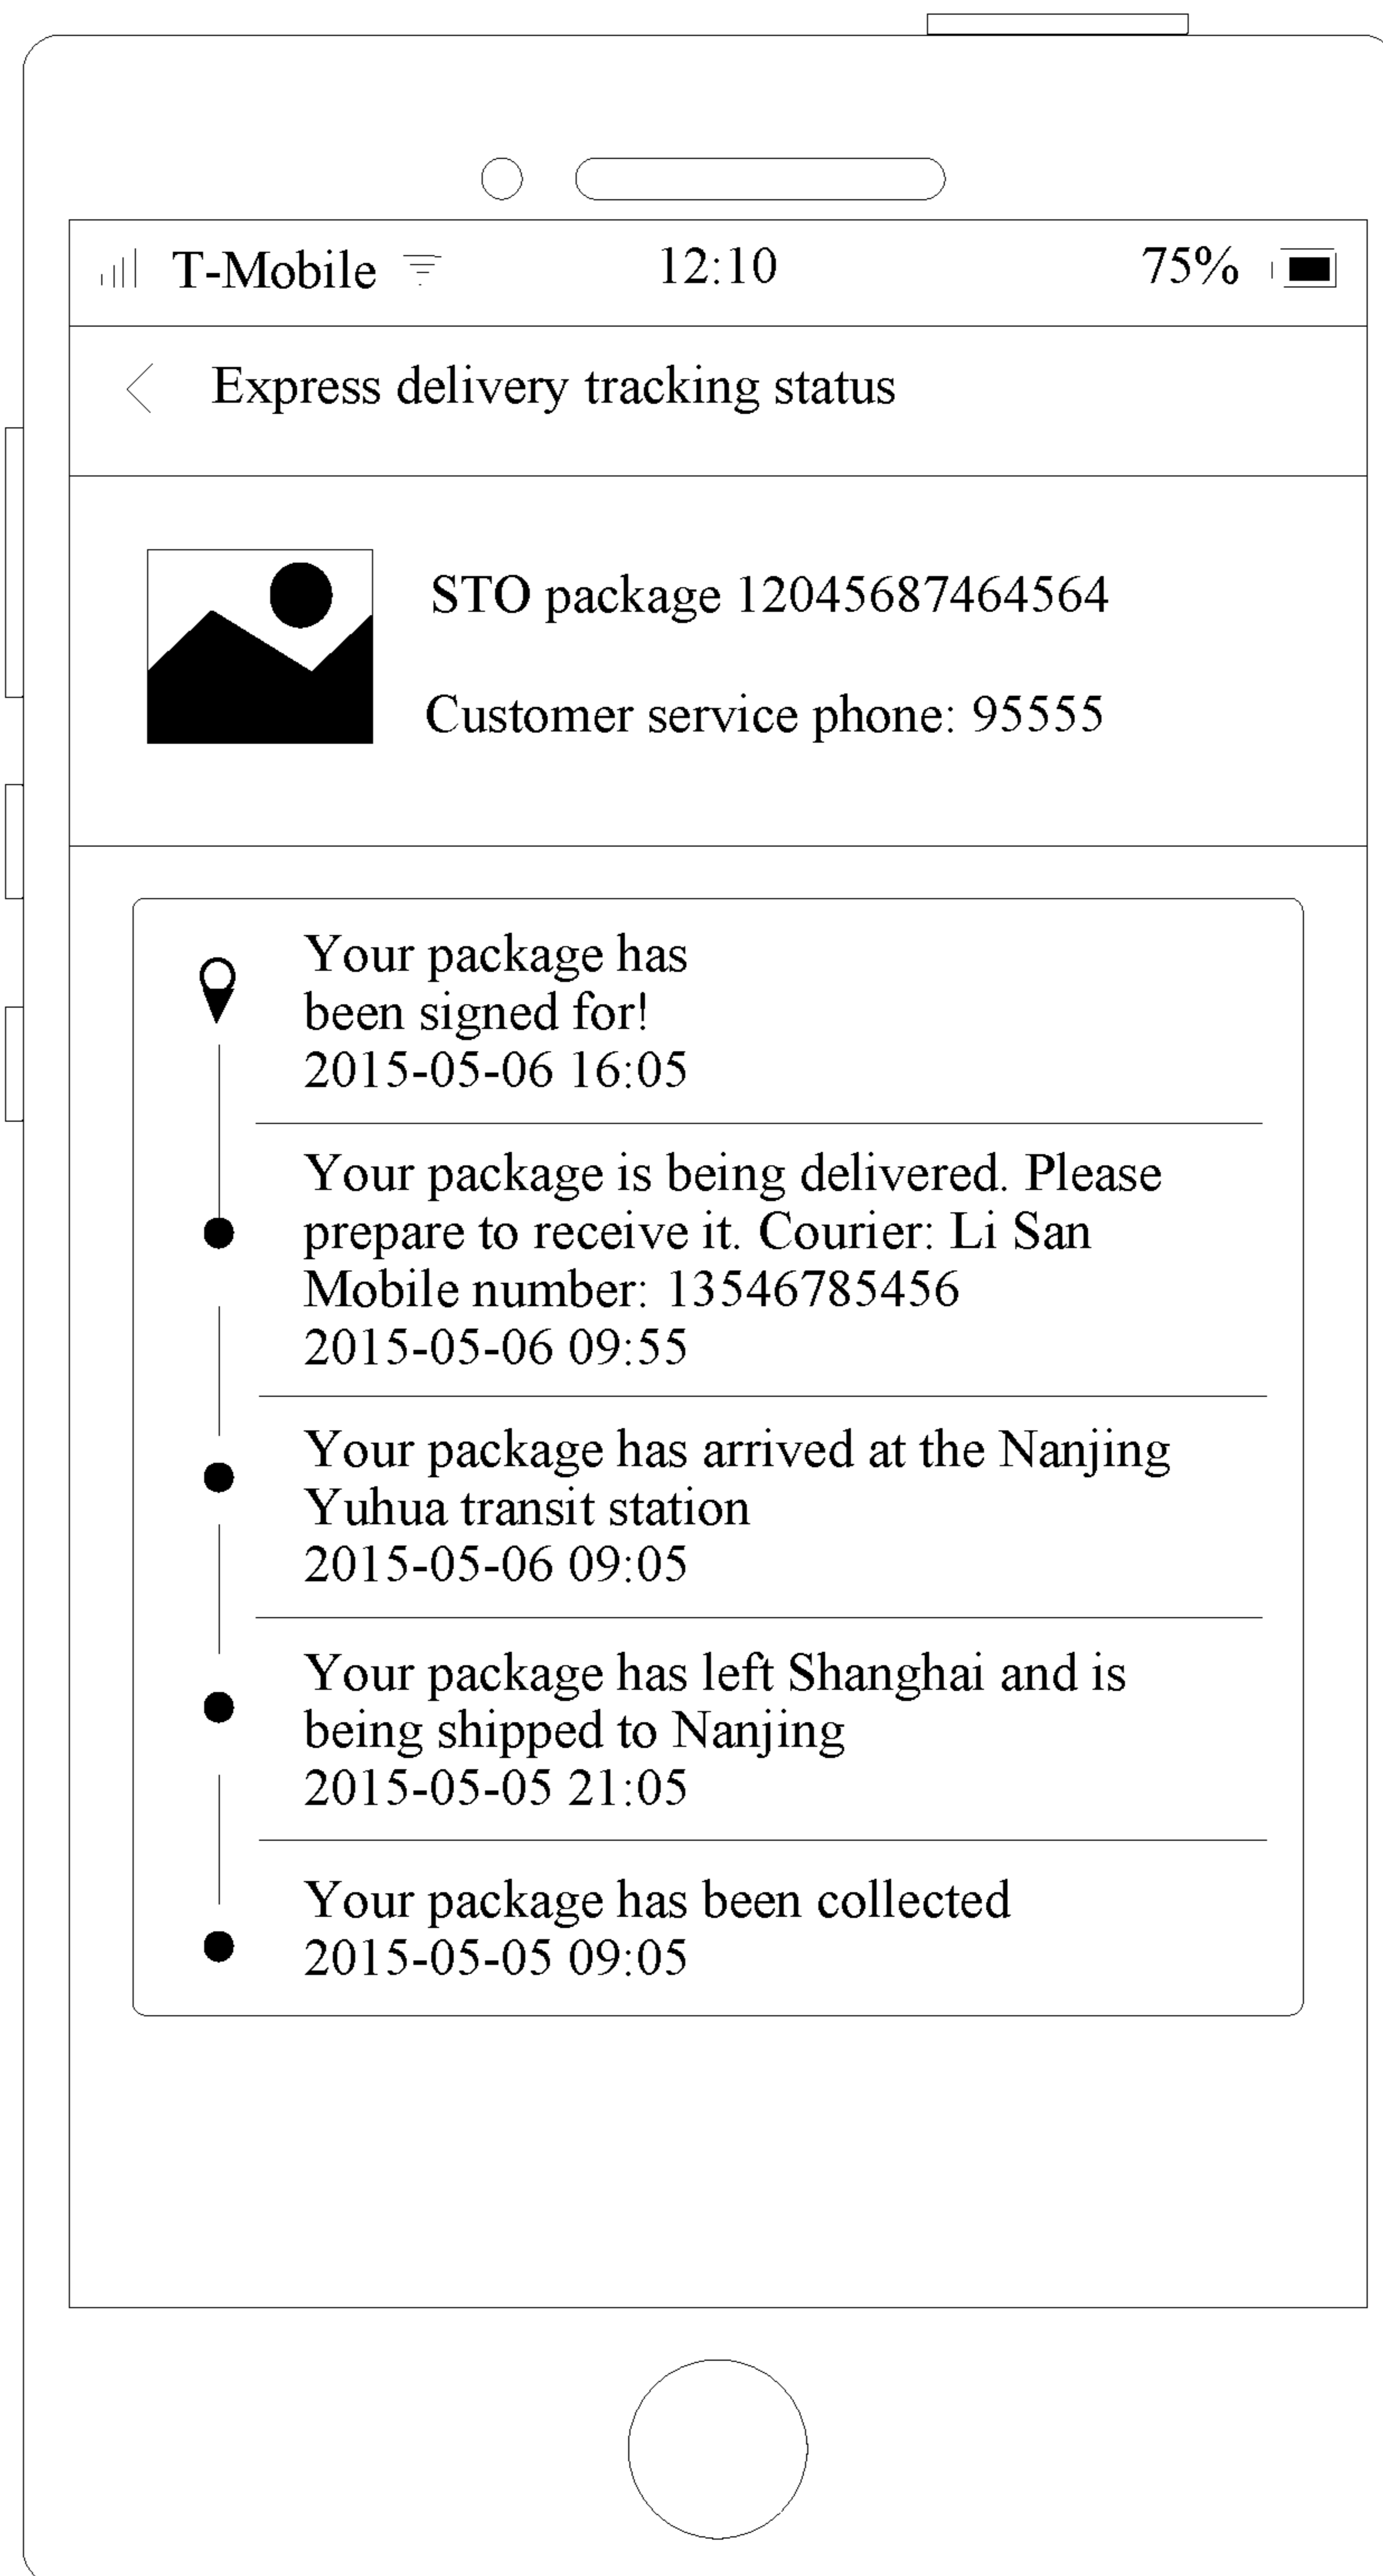 T-Mobile 12:10 75%
Express delivery tracking status
STO package 12045687464564
Customer service phone: 95555
Your package has
been signed for!
2015-05-06 16:05
Your package is being delivered. Please
prepare to receive it. Courier: Li San
Mobile number: 13546785456
2015-05-06 09:55
Your package has arrived at the Nanjing
Yuhua transit station
2015-05-06 09:05
Your package has left Shanghai and is
being shipped to Nanjing
2015-05-05 21:05
Your package has been collected
2015-05-05 09:05